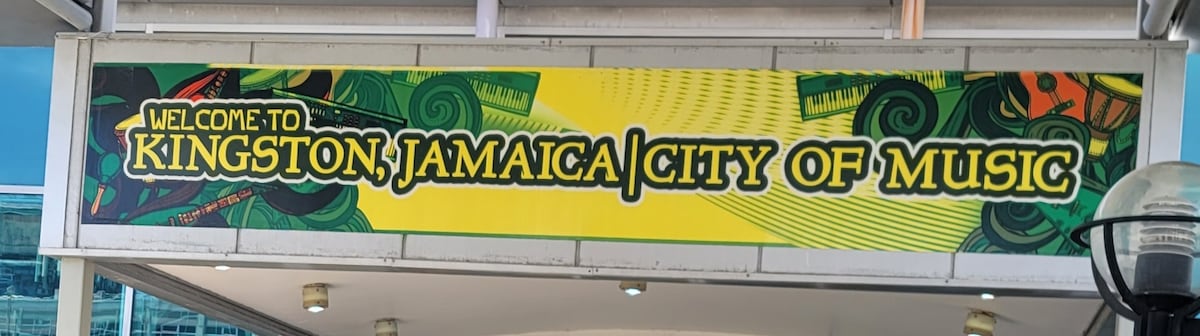 WELCOME TO
KINGSTON, JAMAICA|CITY OF MUSIC